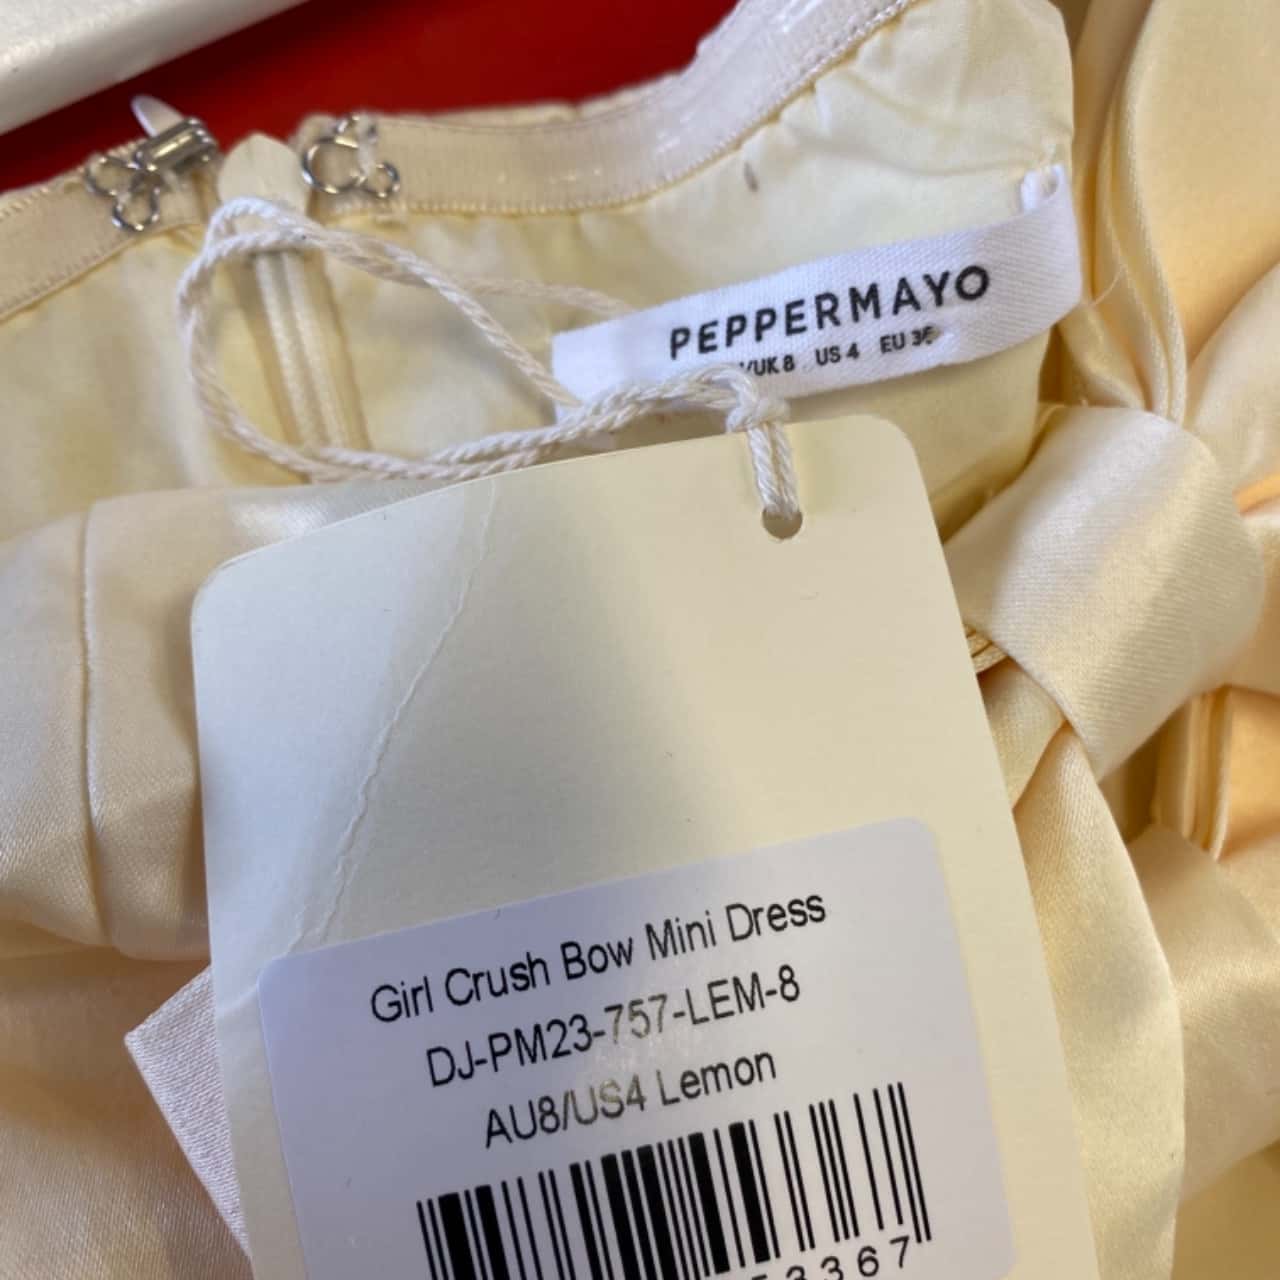 PEPPERMAYO
/UK 8 US 4 EU 36
Girl Crush Bow Mini Dress
DJ-PM23-757-LEM-8
AU8/US4 Lemon
3367